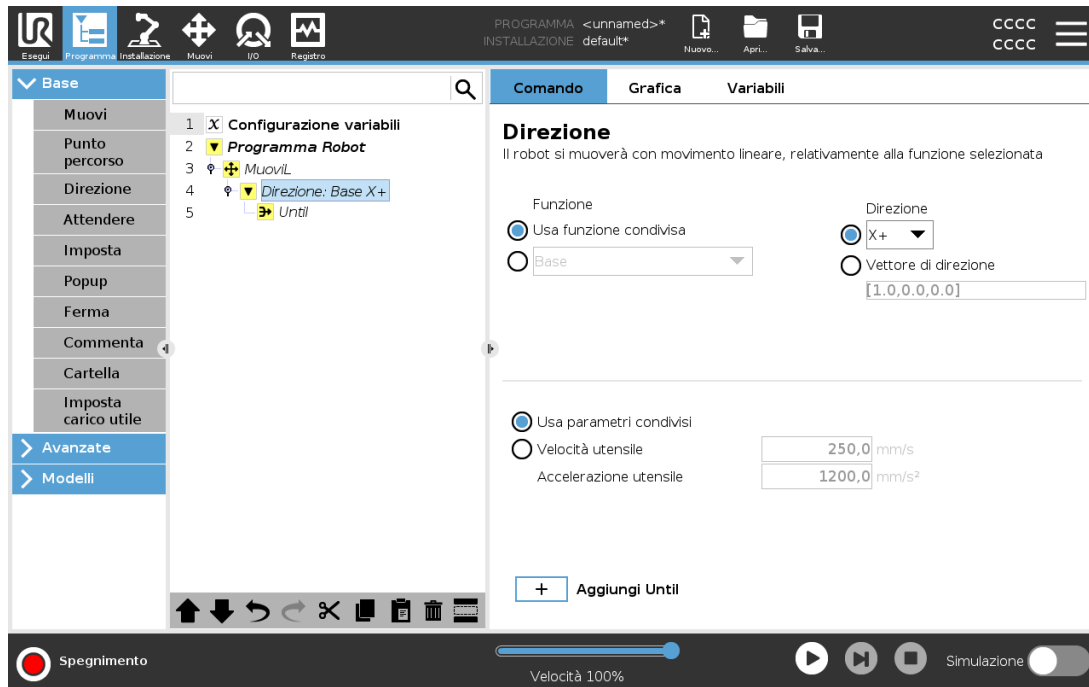 PROGRAMMA <unnamed>*
INSTALLAZIONE default*
CCCC
CCCC
UR
Esegui
Programma
Installazione
Muovi
I/O
Registro
Nuovo...
Apri...
Salva...
Base
Muovi
Punto
percorso
Direzione
Attendere
Imposta
Popup
Ferma
Commenta
Cartella
Imposta
carico utile
Avanzate
Modelli
1 X Configurazione variabili
2 Programma Robot
3 MuoviL
4 Direzione: Base X+
5 Until
Comando
Grafica
Variabili
Direzione
Il robot si muoverà con movimento lineare, relativamente alla funzione selezionata
Funzione
Usa funzione condivisa
Base
Direzione
X+
Vettore di direzione
[1.0,0.0,0.0]
Usa parametri condivisi
Velocità utensile 250,0 mm/s
Accelerazione utensile 1200,0 mm/s²
+ Aggiungi Until
Spegnimento
Velocità 100%
Simulazione